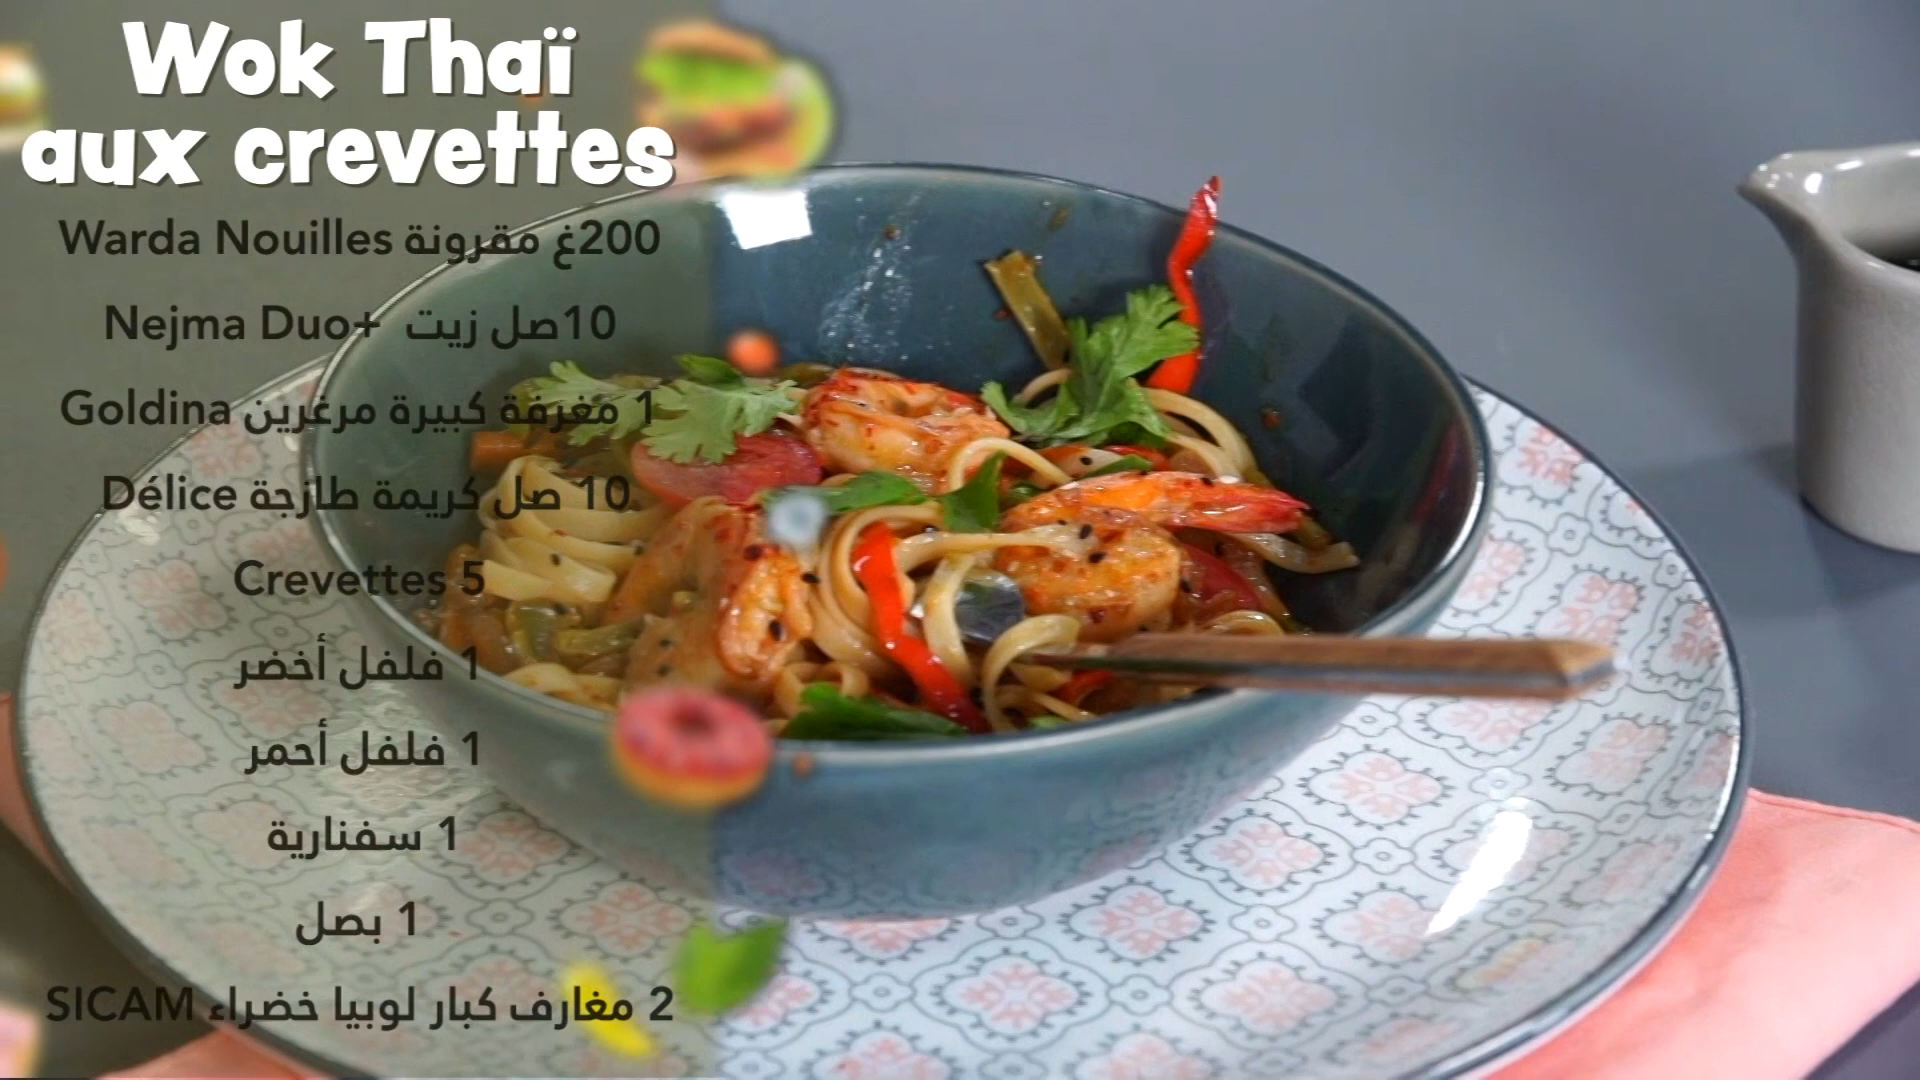 Wok Thaï
aux crevettes
200غ مقرونة Warda Nouilles
10صل زيت Nejma Duo+
1 مغرفة كبيرة مرغرين Goldina
10 صل كريمة طازجة Délice
Crevettes 5
1 فلفل أخضر
1 فلفل أحمر
1 سفنارية
1 بصل
2 مغارف كبار لوبيا خضراء SICAM